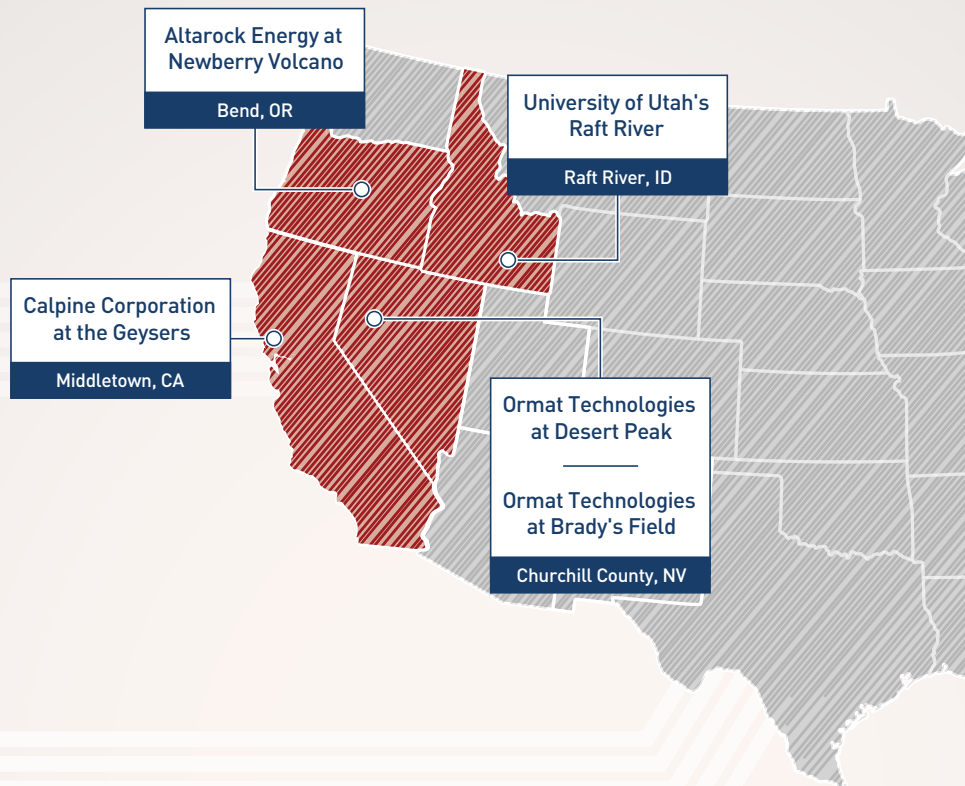 Altarock Energy at
Newberry Volcano
Bend, OR
University of Utah's
Raft River
Raft River, ID
Calpine Corporation
at the Geysers
Middletown, CA
Ormat Technologies
at Desert Peak
Ormat Technologies
at Brady's Field
Churchill County, NV